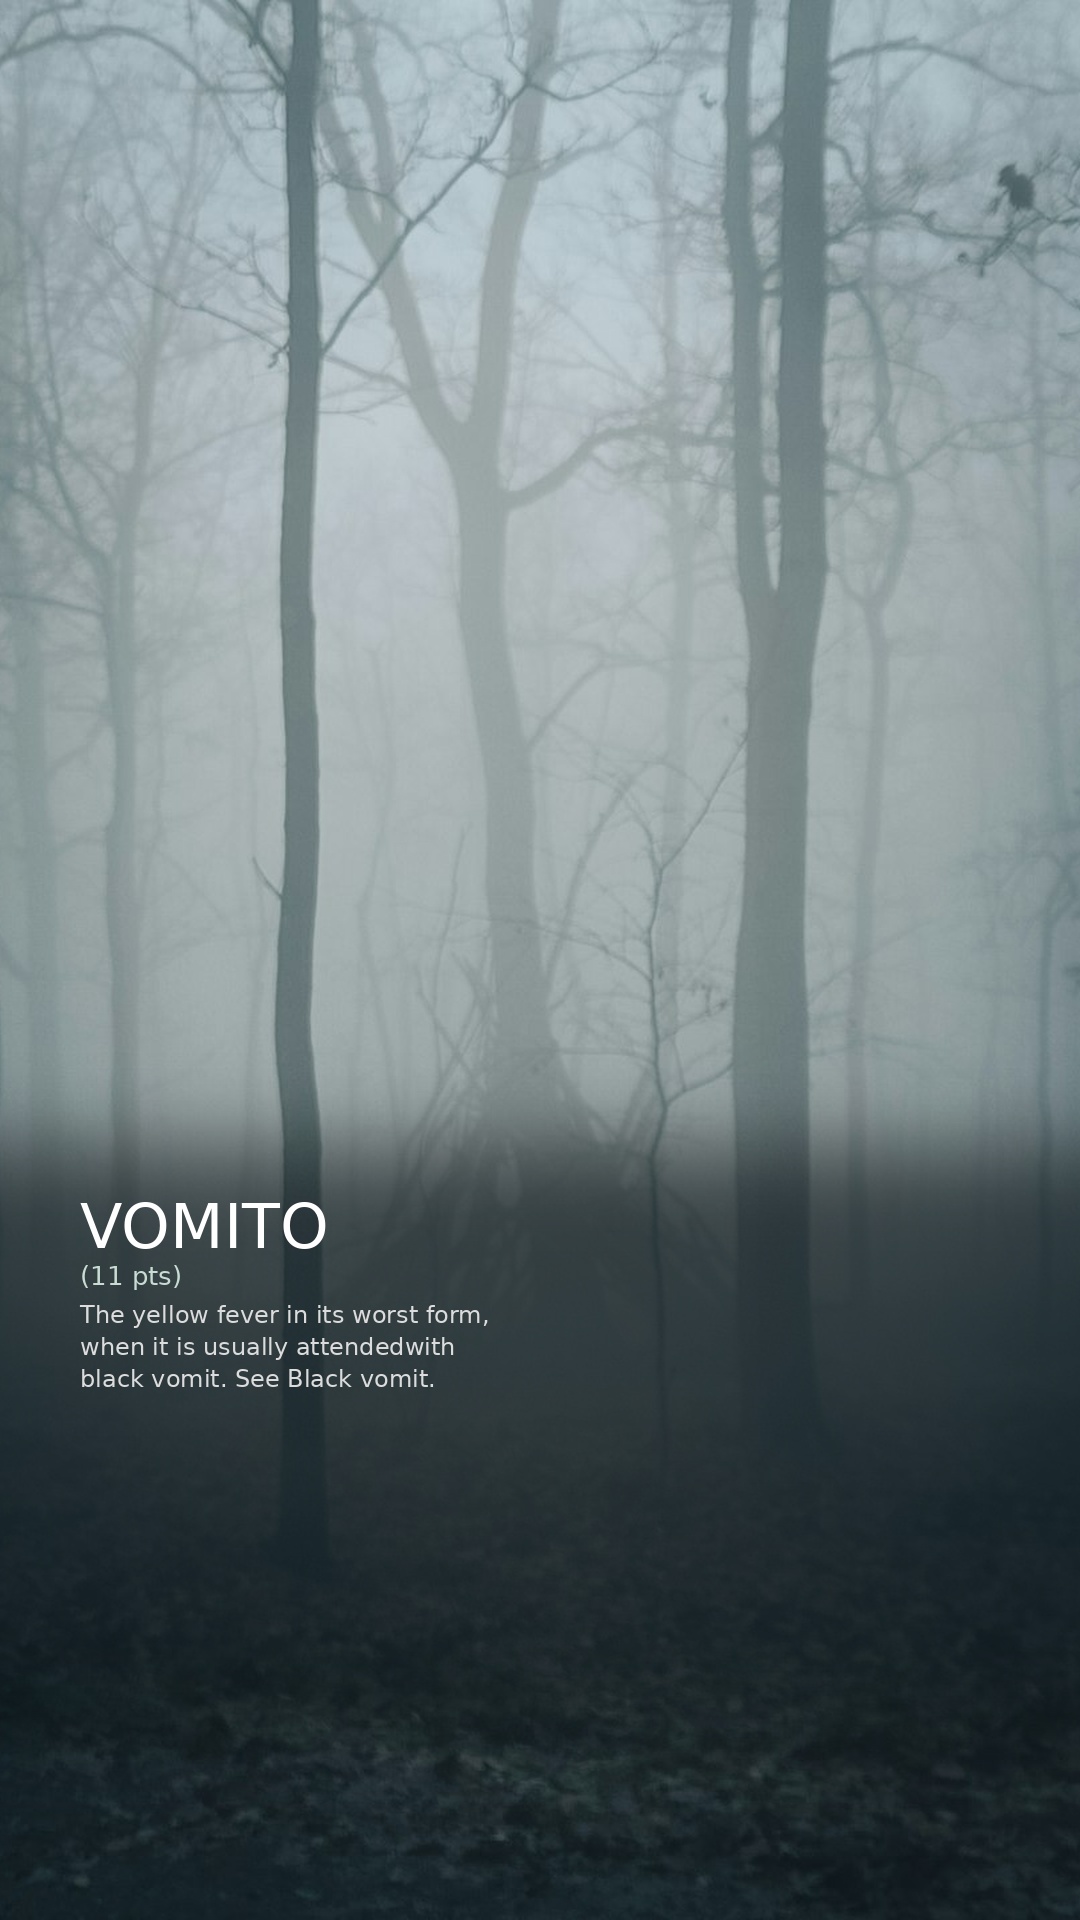 VOMITO
(11 pts)
The yellow fever in its worst form,
when it is usually attendedwith
black vomit. See Black vomit.